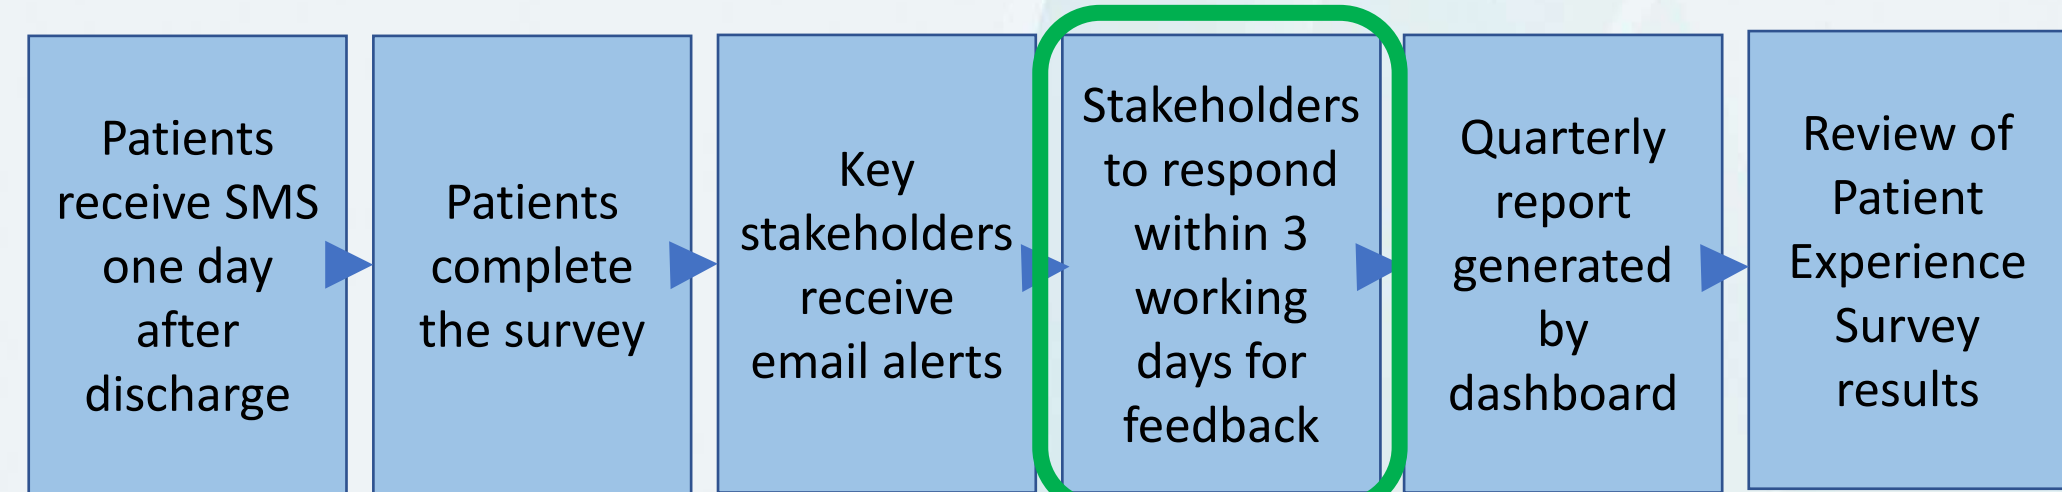 Patients
receive SMS
one day
after
discharge
Patients
complete
the survey
Key
stakeholders
receive
email alerts
Stakeholders
to respond
within 3
working
days for
feedback
Quarterly
report
generated
by
dashboard
Review of
Patient
Experience
Survey
results